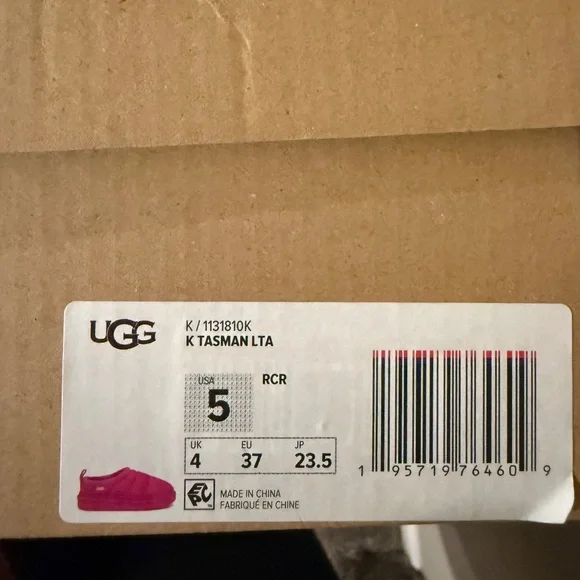 UGG
K / 1131810K
K TASMAN LTA
USA
5
RCR
UK EU JP
4 37 23.5
MADE IN CHINA
FABRIQUÉ EN CHINE
1 95719 76460 9